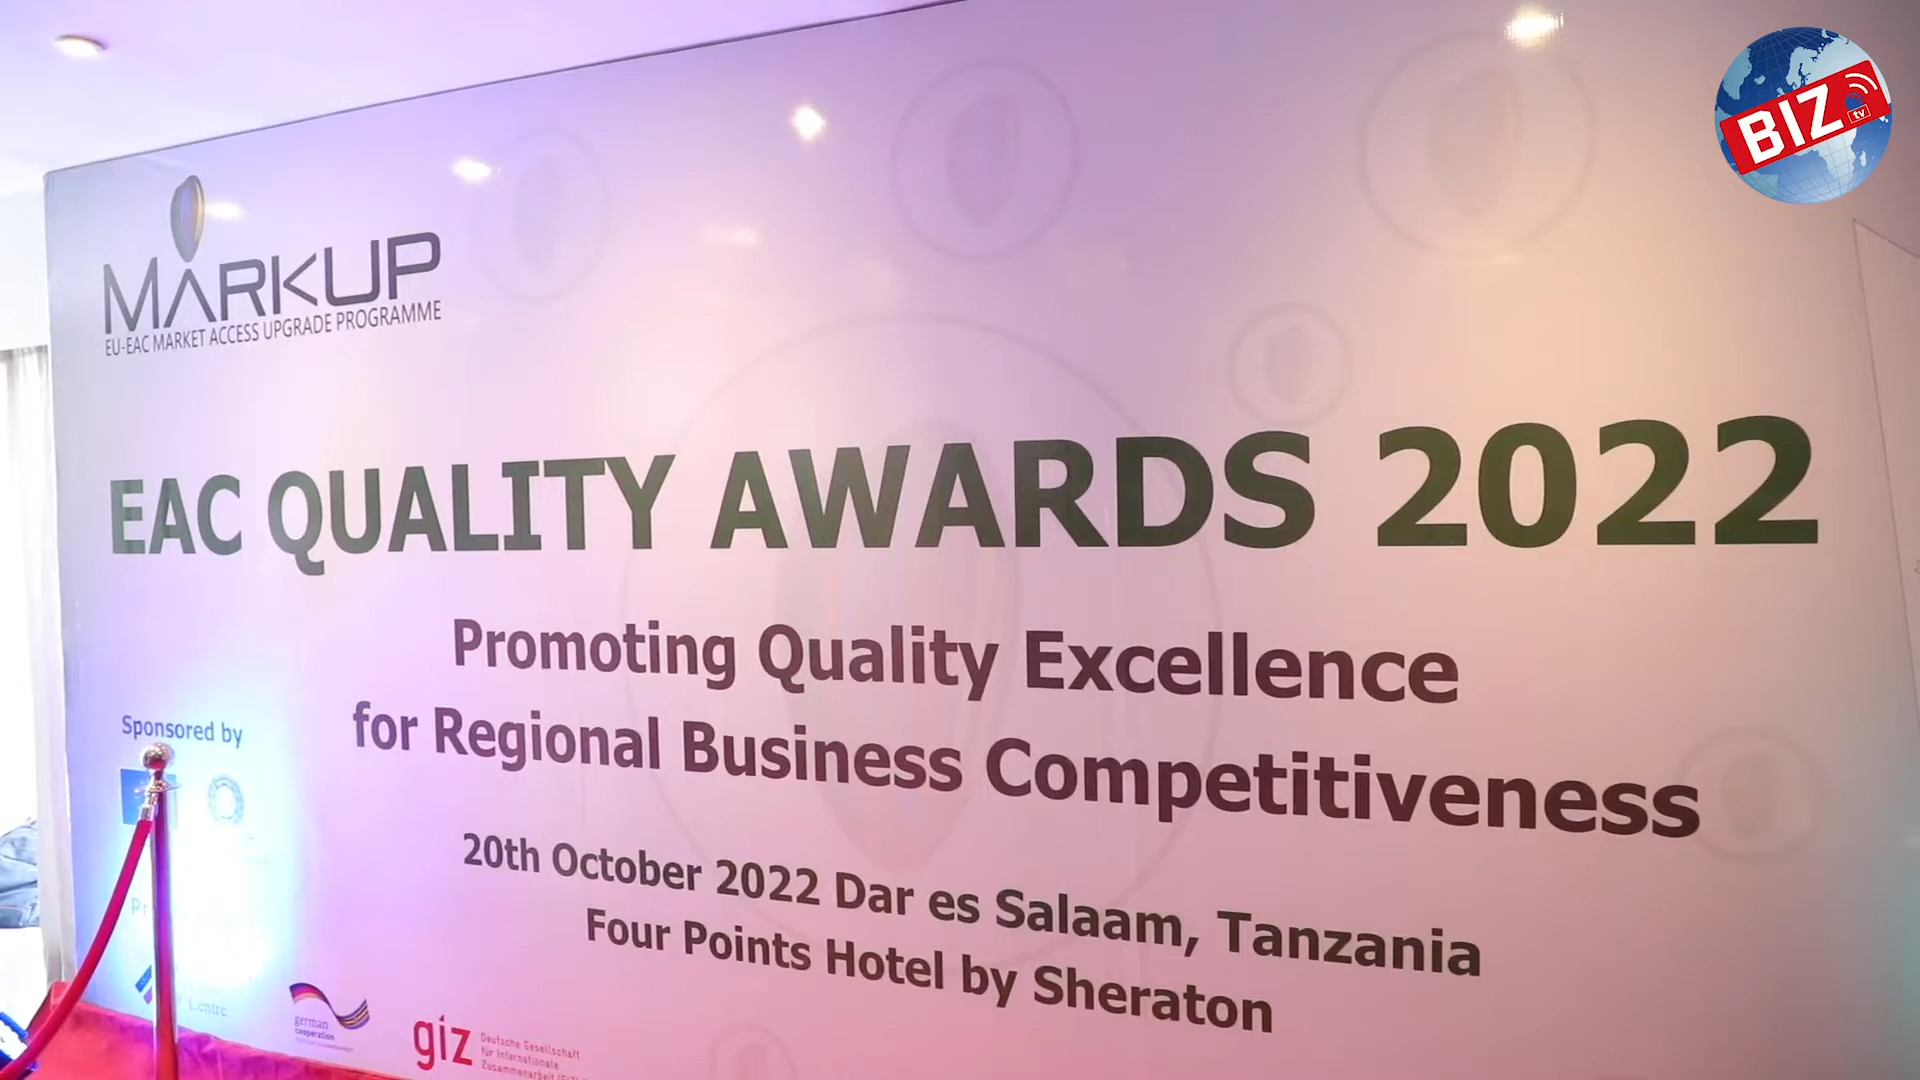 BIZ tv
MARKUP
EU-EAC MARKET ACCESS UPGRADE PROGRAMME
EAC QUALITY AWARDS 2022
Promoting Quality Excellence
for Regional Business Competitiveness
20th October 2022 Dar es Salaam, Tanzania
Four Points Hotel by Sheraton
Sponsored by
Centre
german
cooperation
giz
Deutsche Gesellschaft
für Internationale
Zusammenarbeit